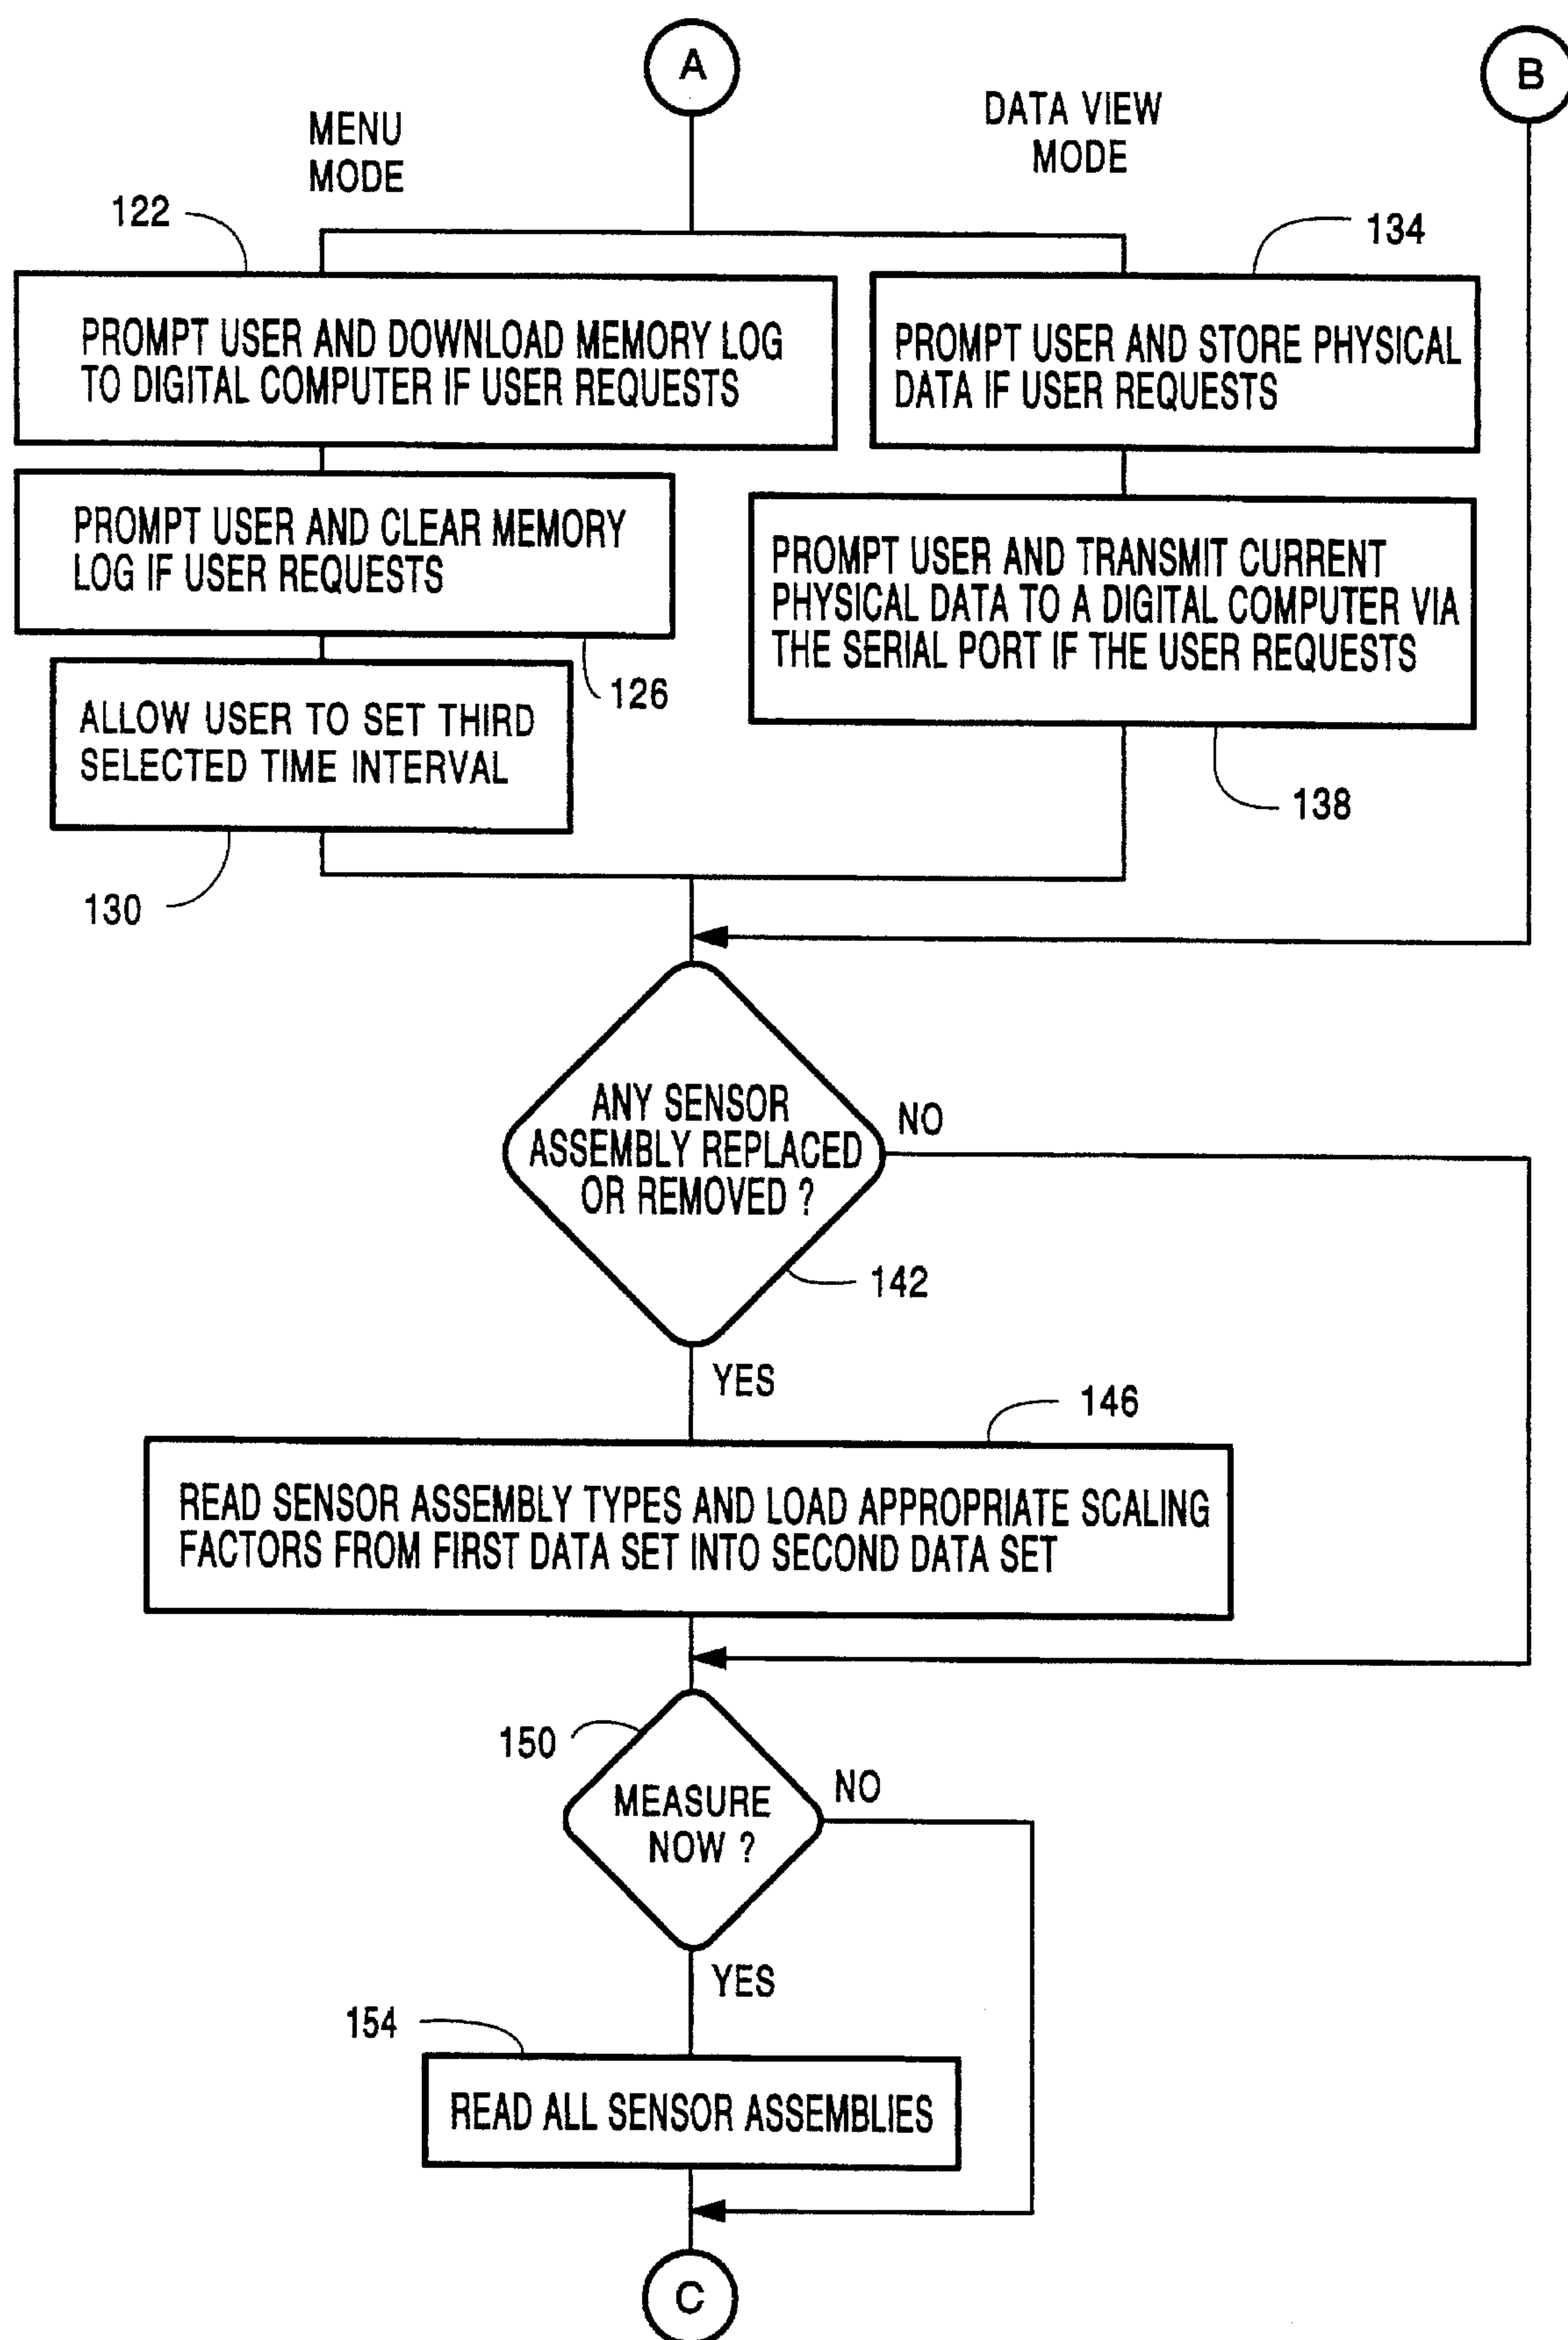 A
B
MENU
MODE
DATA VIEW
MODE
122
134
PROMPT USER AND DOWNLOAD MEMORY LOG
TO DIGITAL COMPUTER IF USER REQUESTS
PROMPT USER AND STORE PHYSICAL
DATA IF USER REQUESTS
PROMPT USER AND CLEAR MEMORY
LOG IF USER REQUESTS
126
PROMPT USER AND TRANSMIT CURRENT
PHYSICAL DATA TO A DIGITAL COMPUTER VIA
THE SERIAL PORT IF THE USER REQUESTS
138
ALLOW USER TO SET THIRD
SELECTED TIME INTERVAL
130
ANY SENSOR
ASSEMBLY REPLACED
OR REMOVED ?
NO
142
YES
146
READ SENSOR ASSEMBLY TYPES AND LOAD APPROPRIATE SCALING
FACTORS FROM FIRST DATA SET INTO SECOND DATA SET
150
MEASURE
NOW ?
NO
YES
154
READ ALL SENSOR ASSEMBLIES
C